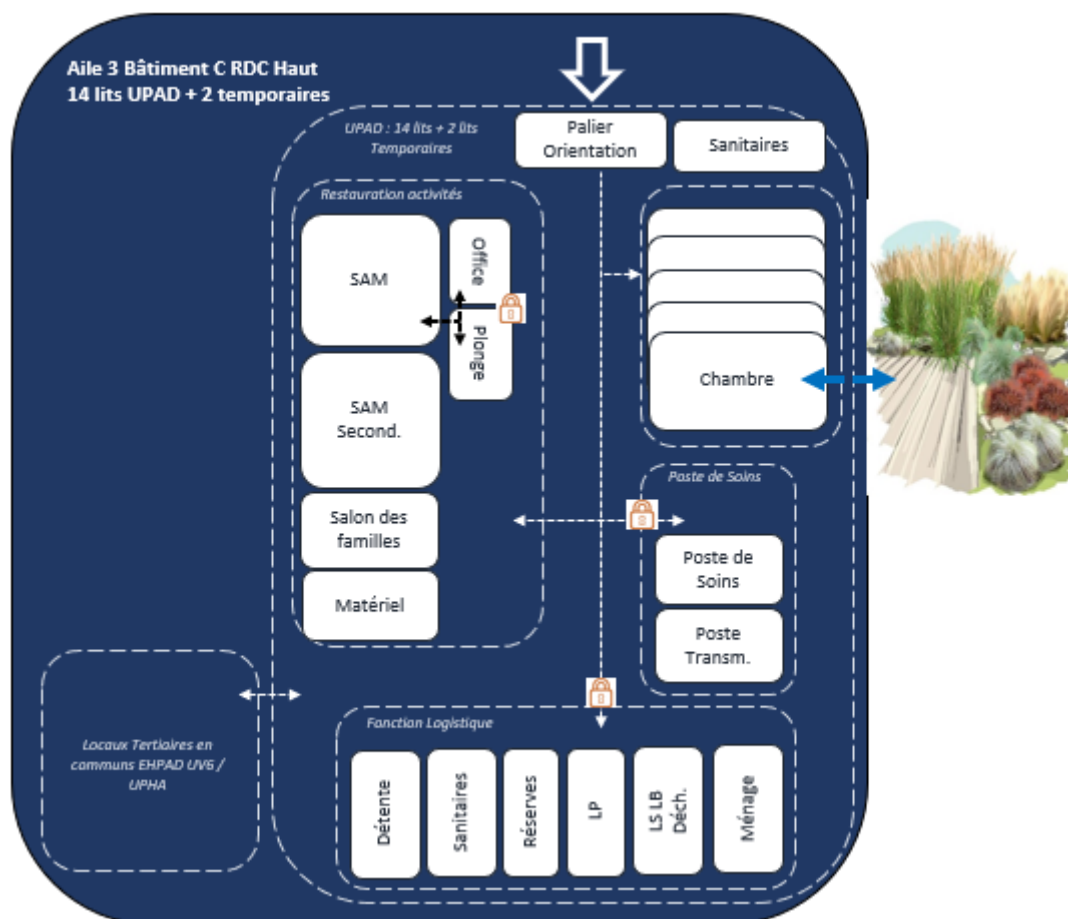 Aile 3 Bâtiment C RDC Haut
14 lits UPAD + 2 temporaires
UPAD : 14 lits + 2 lits
Temporaires
Palier
Orientation
Sanitaires
Restauration activités
SAM
Office
Plonge
SAM
Second.
Salon des
familles
Matériel
Chambre
Poste de Soins
Poste de
Soins
Poste
Transm.
Locaux Tertiaires en
communs EHPAD UV6 /
UPHA
Fonction Logistique
Détente
Sanitaires
Réserves
LP
LS LB
Déch.
Ménage